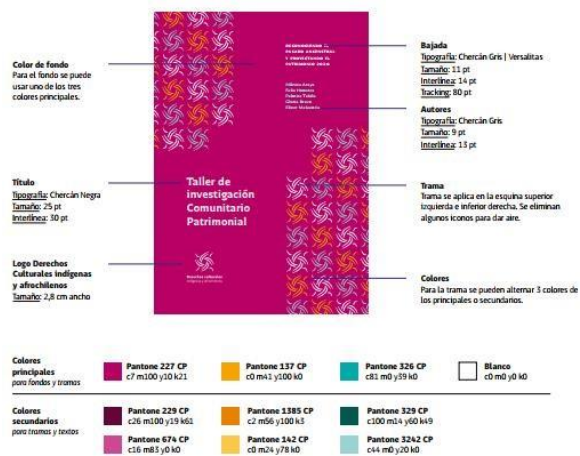 Color de fondo
Para el fondo se puede
usar uno de los tres
colores principales.
Título
Tipografía: Chercán Negra
Tamaño: 25 pt
Interlínea: 30 pt
Logo Derechos
Culturales indígenas
y afrochilenos
Tamaño: 2,8 cm ancho
Taller de
investigación
Comunitario
Patrimonial
Bajada
Tipografía: Chercán Gris | Versalitas
Tamaño: 11 pt
Interlínea: 14 pt
Tracking: 80 pt
Autores
Tipografía: Chercán Gris
Tamaño: 9 pt
Interlínea: 13 pt
Trama
Trama se aplica en la esquina superior
izquierda e inferior derecha. Se eliminan
algunos iconos para dar aire.
Colores
Para la trama se pueden alternar 3 colores de
los principales o secundarios.
Colores
principales
para fondos y tramas
Pantone 227 CP
c7 m100 y10 k21
Pantone 137 CP
c0 m41 y100 k0
Pantone 326 CP
c81 m0 y39 k0
Blanco
c0 m0 y0 k0
Colores
secundarios
para tramas y textos
Pantone 229 CP
c26 m100 y19 k61
Pantone 1385 CP
c2 m56 y100 k3
Pantone 329 CP
c100 m14 y60 k49
Pantone 674 CP
c16 m83 y0 k0
Pantone 142 CP
c0 m24 y78 k0
Pantone 3242 CP
c44 m0 y20 k0